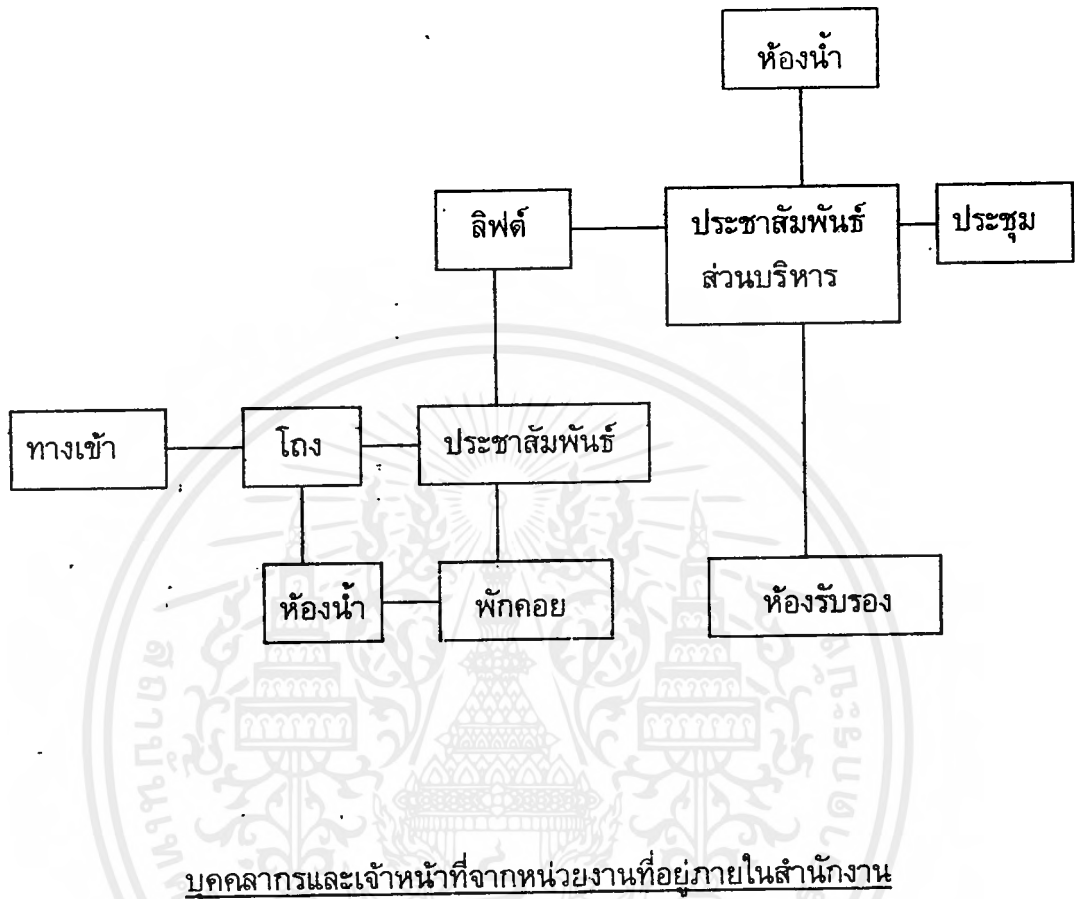 ห้องน้ำ
ลิฟต์
ประชาสัมพันธ์
ส่วนบริหาร
ประชุม
ทางเข้า
โถง
ประชาสัมพันธ์
ห้องน้ำ
พักคอย
ห้องรับรอง
บุคคลากรและเจ้าหน้าที่จากหน่วยงานที่อยู่ภายในสำนักงาน